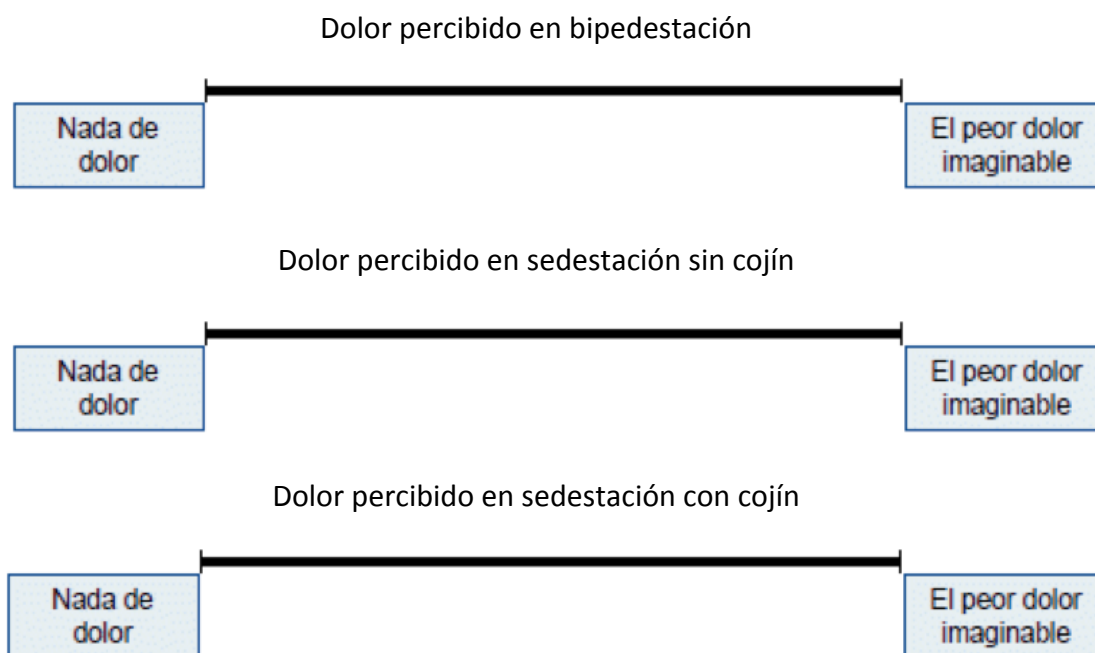 Dolor percibido en bipedestación
Nada de
dolor
El peor dolor
imaginable
Dolor percibido en sedestación sin cojín
Nada de
dolor
El peor dolor
imaginable
Dolor percibido en sedestación con cojín
Nada de
dolor
El peor dolor
imaginable